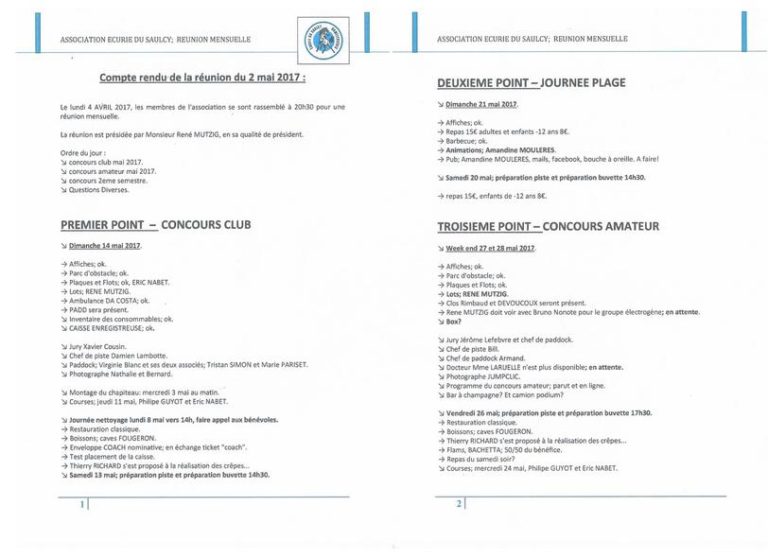 ASSOCIATION ECURIE DU SAULCY; REUNION MENSUELLE
Compte rendu de la réunion du 2 mai 2017 :
Le lundi 4 AVRIL 2017, les membres de l'association se sont rassemblé à 20h30 pour une
réunion mensuelle.
La réunion est présidée par Monsieur René MUTZIG, en sa qualité de président.
Ordre du jour :
↘ concours club mai 2017.
↘ concours amateur mai 2017.
↘ concours 2ème semestre.
↘ Questions Diverses.
PREMIER POINT – CONCOURS CLUB
↘ Dimanche 14 mai 2017.
→ Affiches; ok.
→ Parc d'obstacle; ok.
→ Plaques et Flots; ok, ERIC NABET.
→ Lots; RENE MUTZIG.
→ Ambulance DA COSTA; ok.
→ PADD sera présent.
↘ Inventaire des consommables; ok.
↘ CAISSE ENREGISTREUSE; ok.
↘ Jury Xavier Cousin.
↘ Chef de piste Damien Lambotte.
↘ Paddock; Virginie Blanc et ses deux associés; Tristan SIMON et Marie PARISET.
↘ Photographe Nathalie et Bernard.
↘ Montage du chapiteau: mercredi 3 mai au matin.
↘ Courses; jeudi 11 mai, Philipe GUYOT et Eric NABET.
↘ Journée nettoyage lundi 8 mai vers 14h, faire appel aux bénévoles.
→ Restauration classique.
→ Boissons; caves FOUGERON.
→ Enveloppe COACH nominative; en échange ticket "coach".
→ Test placement de la caisse.
→ Thierry RICHARD s'est proposé à la réalisation des crêpes...
↘ Samedi 13 mai; préparation piste et préparation buvette 14h30.
1
ASSOCIATION ECURIE DU SAULCY; REUNION MENSUELLE
DEUXIEME POINT – JOURNEE PLAGE
↘ Dimanche 21 mai 2017.
→ Affiches; ok.
→ Repas 15€ adultes et enfants -12 ans 8€.
→ Barbecue; ok.
→ Animations; Amandine MOULERES.
→ Pub; Amandine MOULERES, mails, facebook, bouche à oreille. A faire!
↘ Samedi 20 mai; préparation piste et préparation buvette 14h30.
→ repas 15€, enfants de -12 ans 8€.
TROISIEME POINT – CONCOURS AMATEUR
↘ Week end 27 et 28 mai 2017.
→ Affiches; ok.
→ Parc d'obstacle; ok.
→ Plaques et Flots; ok.
→ Lots; RENE MUTZIG.
→ Clos Rimbaud et DEVOUCOUX seront présent.
→ Rene MUTZIG doit voir avec Bruno Nonote pour le groupe électrogène; en attente.
↘ Box?
↘ Jury Jérôme Lefebvre et chef de paddock.
↘ Chef de piste Bill.
↘ Chef de paddock Armand.
↘ Docteur Mme LARUELLE n'est plus disponible; en attente.
↘ Photographe JUMPCLIC.
↘ Programme du concours amateur; parut et en ligne.
↘ Bar à champagne? Et camion podium?
↘ Vendredi 26 mai; préparation piste et préparation buvette 17h30.
→ Restauration classique.
→ Boissons; caves FOUGERON.
→ Thierry RICHARD s'est proposé à la réalisation des crêpes...
→ Flams, BACHETTA; 50/50 du bénéfice.
→ Repas du samedi soir?
↘ Courses; mercredi 24 mai, Philipe GUYOT et Eric NABET.
2